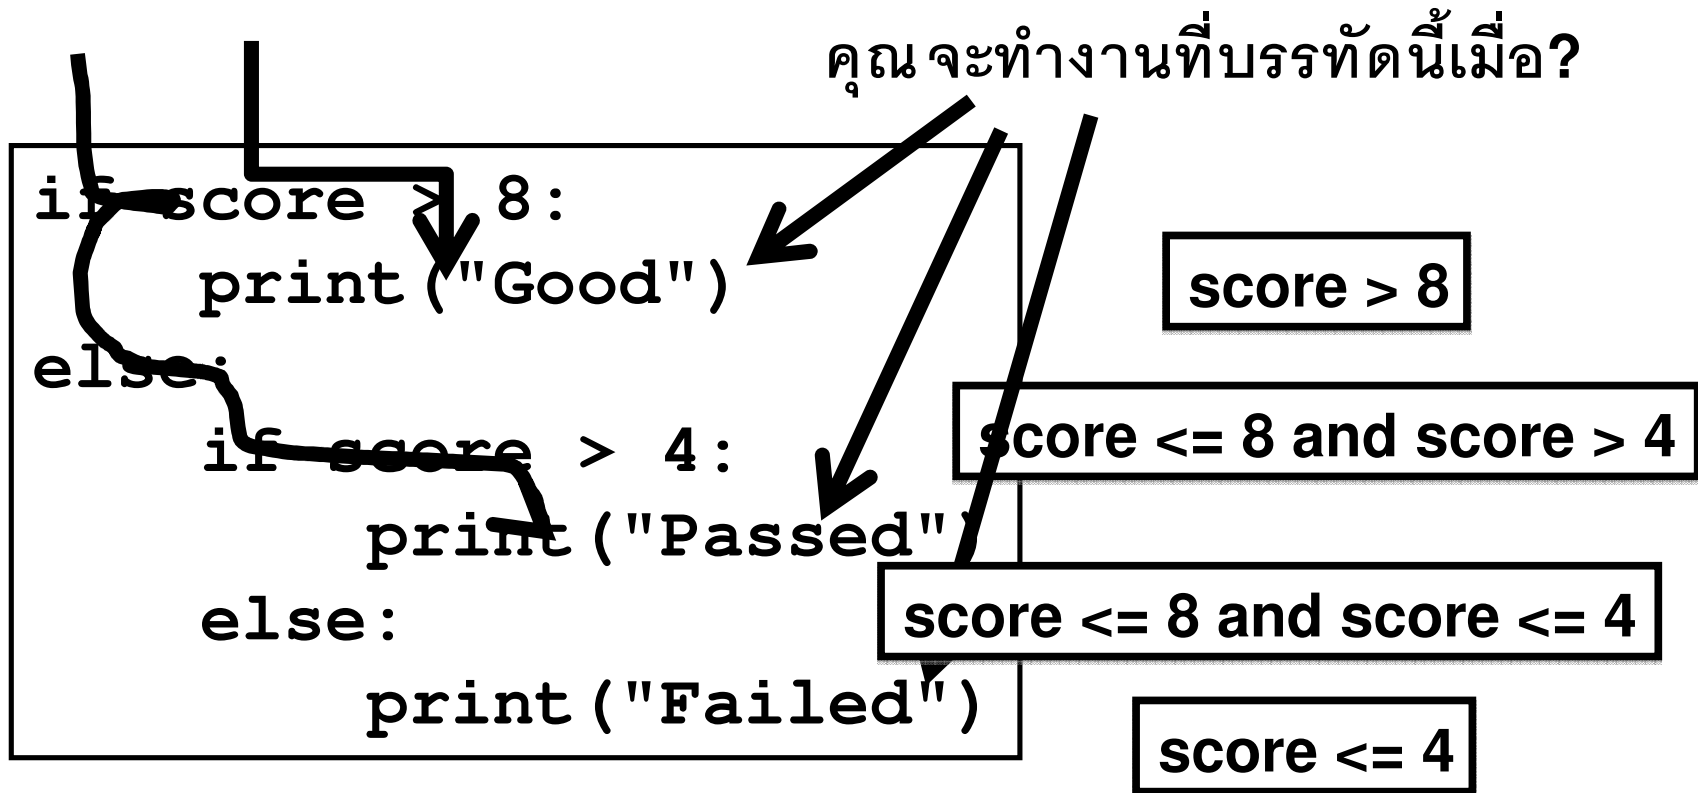 คุณจะทำงานที่บรรทัดนี้เมื่อ?
if score > 8:
    print("Good")
else:
    if score > 4:
        print("Passed")
    else:
        print("Failed")
score > 8
score <= 8 and score > 4
score <= 8 and score <= 4
score <= 4